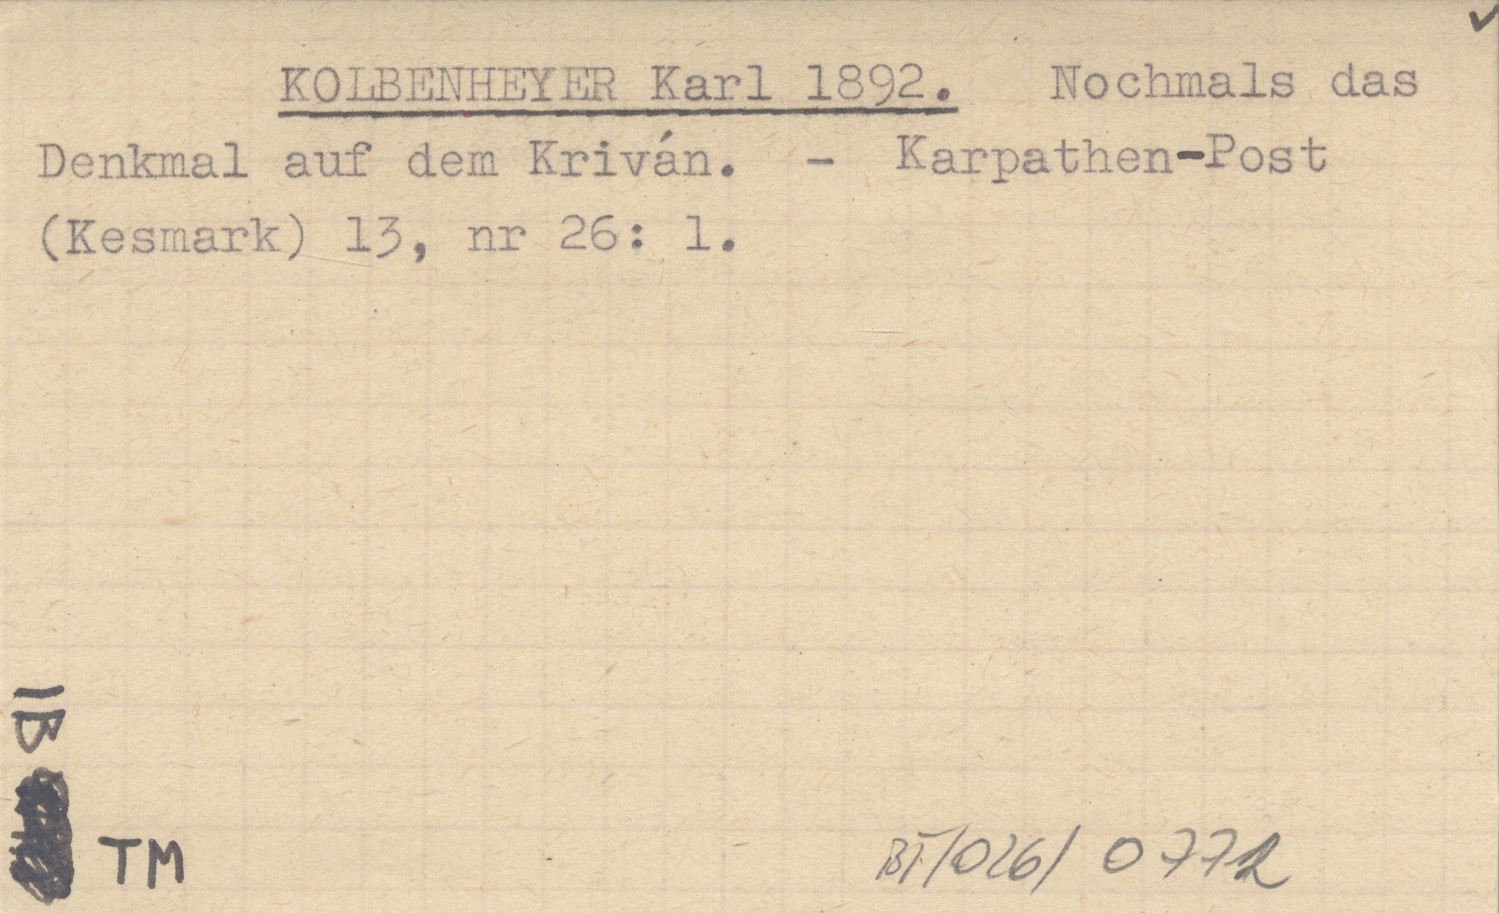 KOLBENHEYER Karl 1892. Nochmals das
Denkmal auf dem Kriván. - Karpathen-Post
(Kesmark) 13, nr 26: 1.
IB
TM
BT/026/ 0772